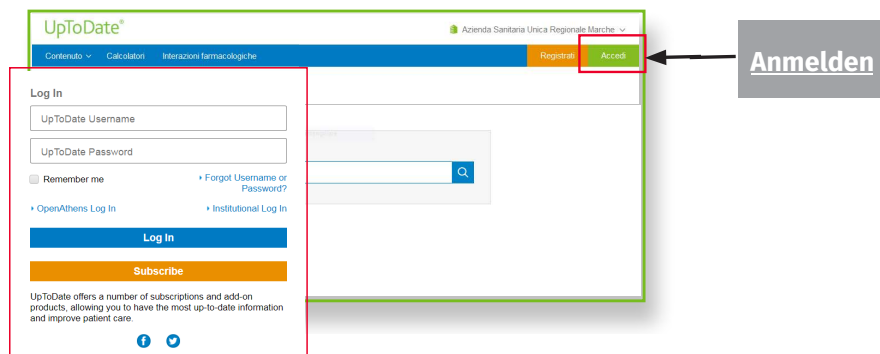 UpToDate®
Azienda Sanitaria Unica Regionale Marche
Contenuto Calcolatori Interazioni farmacologiche Registrati Accedi
Anmelden
Log In
UpToDate Username
UpToDate Password
Remember me
Forgot Username or
Password?
OpenAthens Log In
Institutional Log In
Log In
Subscribe
UpToDate offers a number of subscriptions and add-on
products, allowing you to have the most up-to-date information
and improve patient care.